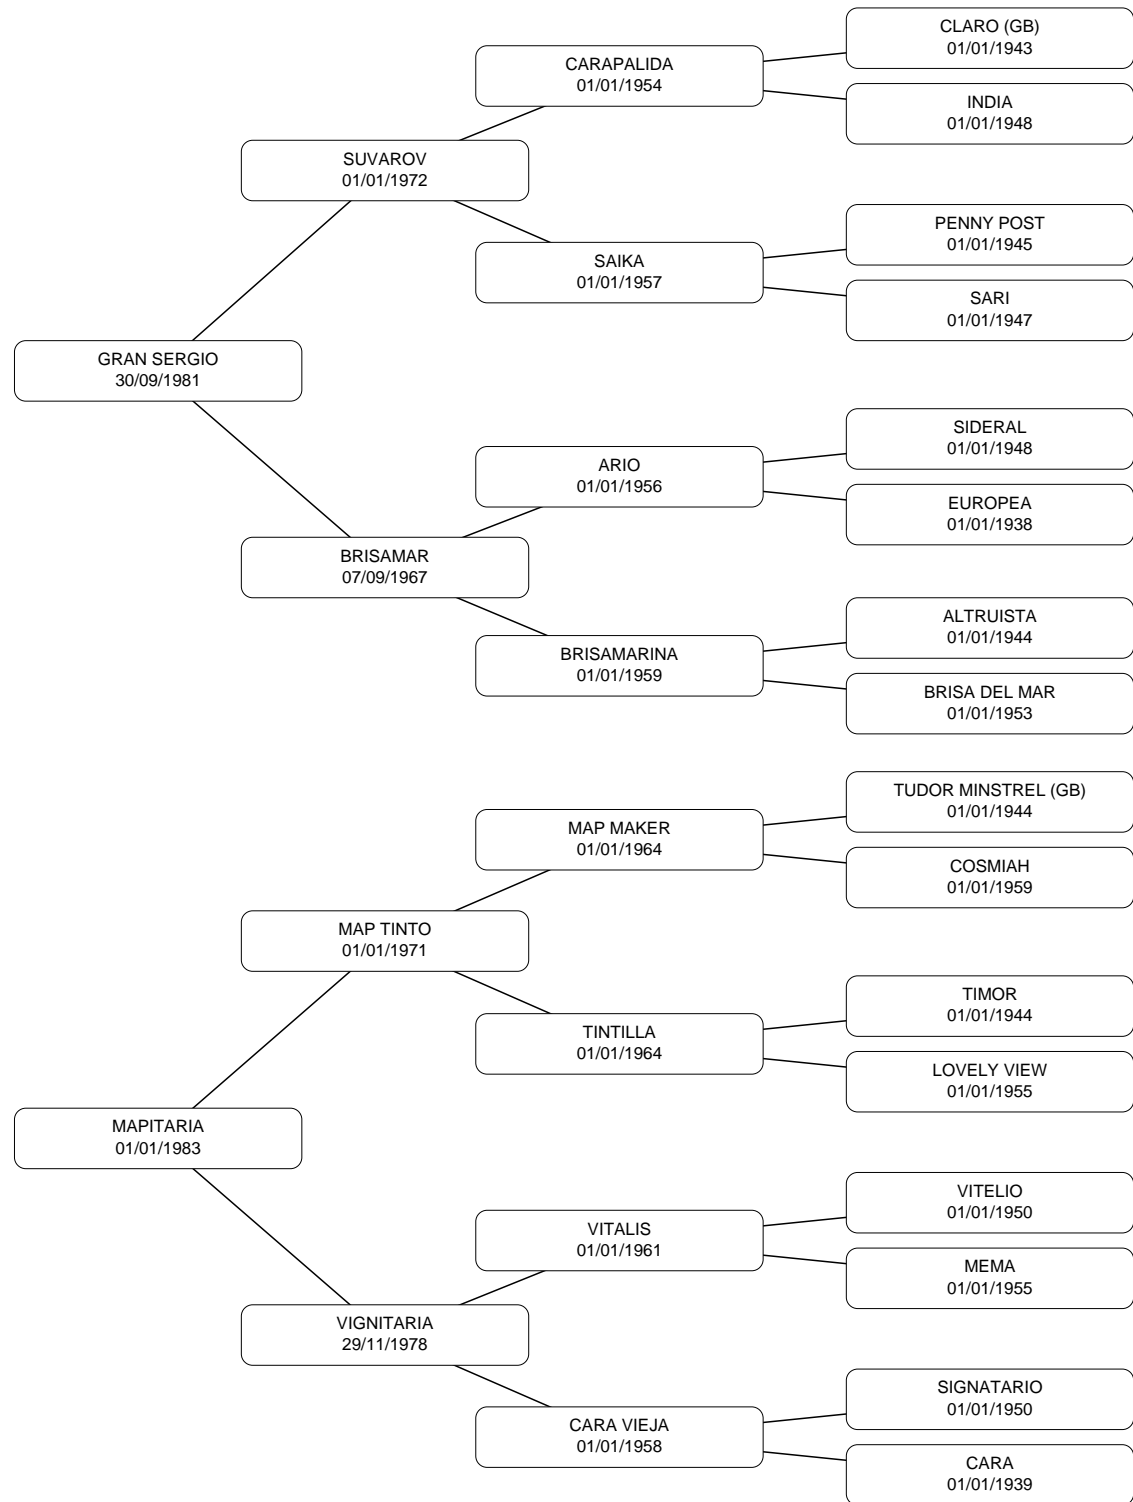 CLARO (GB)
01/01/1943
CARAPALIDA
01/01/1954
INDIA
01/01/1948
SUVAROV
01/01/1972
PENNY POST
01/01/1945
SAIKA
01/01/1957
SARI
01/01/1947
GRAN SERGIO
30/09/1981
SIDERAL
01/01/1948
ARIO
01/01/1956
EUROPEA
01/01/1938
BRISAMAR
07/09/1967
ALTRUISTA
01/01/1944
BRISAMARINA
01/01/1959
BRISA DEL MAR
01/01/1953
TUDOR MINSTREL (GB)
01/01/1944
MAP MAKER
01/01/1964
COSMIAH
01/01/1959
MAP TINTO
01/01/1971
TIMOR
01/01/1944
TINTILLA
01/01/1964
LOVELY VIEW
01/01/1955
MAPITARIA
01/01/1983
VITELIO
01/01/1950
VITALIS
01/01/1961
MEMA
01/01/1955
VIGNITARIA
29/11/1978
SIGNATARIO
01/01/1950
CARA VIEJA
01/01/1958
CARA
01/01/1939